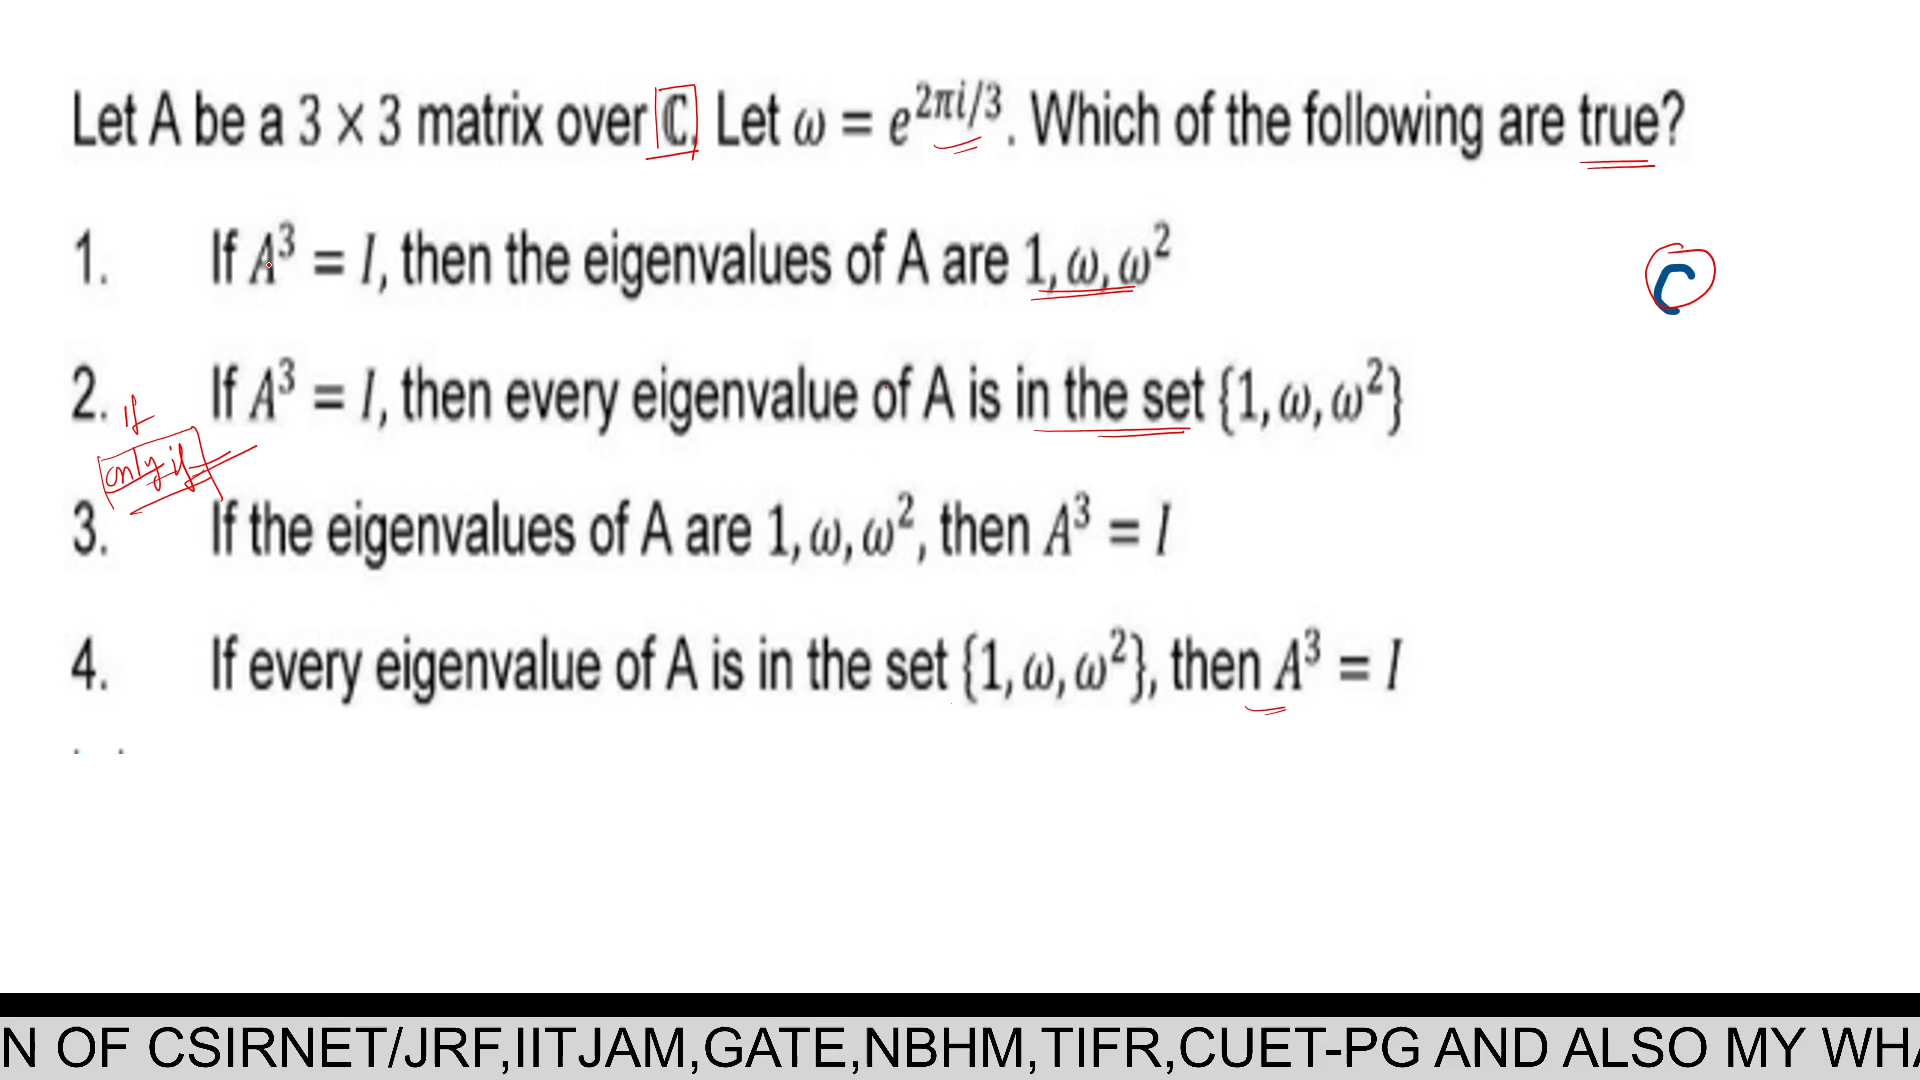 Let A be a 3 × 3 matrix over ℂ. Let ω = e^{2πi/3}. Which of the following are true?
1. If A³ = I, then the eigenvalues of A are 1, ω, ω²
C
2. If A³ = I, then every eigenvalue of A is in the set {1, ω, ω²}
if
only if
3. If the eigenvalues of A are 1, ω, ω², then A³ = I
4. If every eigenvalue of A is in the set {1, ω, ω²}, then A³ = I
N OF CSIRNET/JRF,IITJAM,GATE,NBHM,TIFR,CUET-PG AND ALSO MY WHA